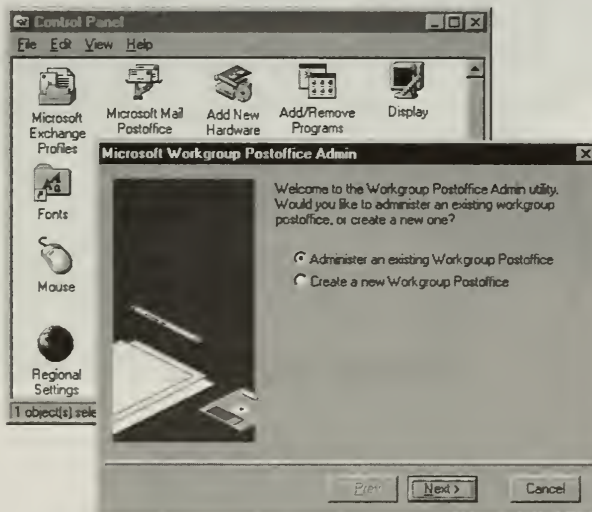 Control Panel
File Edit View Help
Microsoft
Exchange
Profiles
Microsoft Mail
Postoffice
Add New
Hardware
Add/Remove
Programs
Display
Fonts
Mouse
Regional
Settings
1 object(s) sele
Microsoft Workgroup Postoffice Admin
Welcome to the Workgroup Postoffice Admin utility.
Would you like to administer an existing workgroup
postoffice, or create a new one?
Administer an existing Workgroup Postoffice
Create a new Workgroup Postoffice
Next >
Cancel